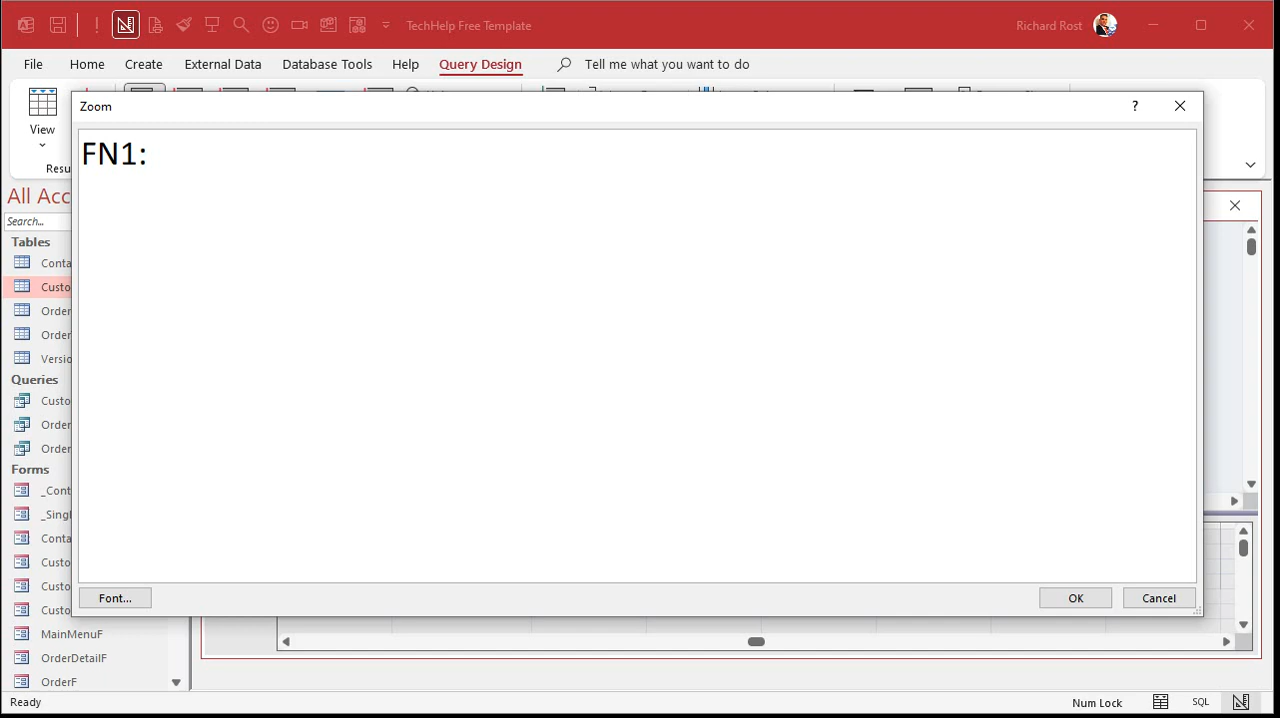 TechHelp Free Template
Richard Rost
File
Home
Create
External Data
Database Tools
Help
Query Design
Tell me what you want to do
View
Resu
Zoom
FN1:
Font...
OK
Cancel
All Acc
Search...
Tables
Conta
Custo
Order
Order
Versio
Queries
Custo
Order
Order
Forms
_Cont
_Singl
Conta
Custo
Custo
Custo
MainMenuF
OrderDetailF
OrderF
Ready
Num Lock
SQL